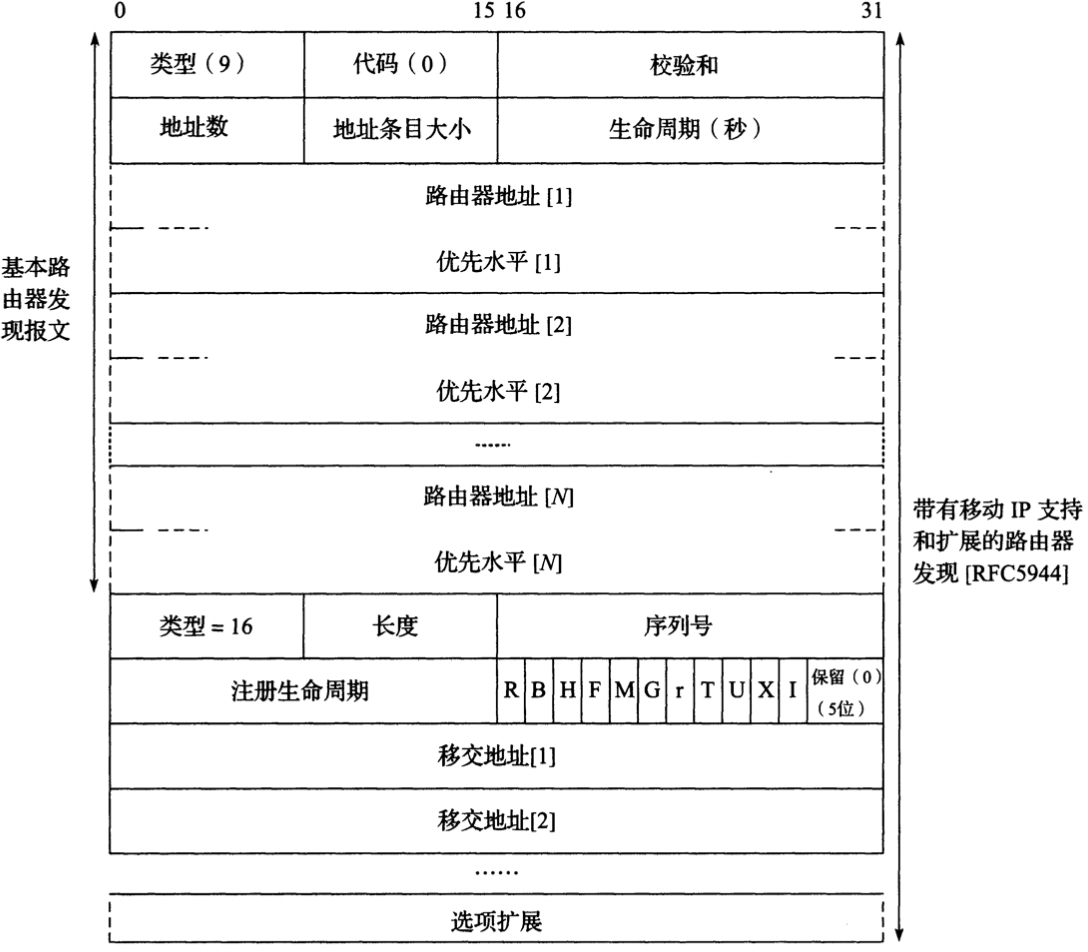 0 15 16 31
类型（9） 代码（0） 校验和
地址数 地址条目大小 生命周期（秒）
路由器地址 [1]
优先水平 [1]
路由器地址 [2]
优先水平 [2]
......
路由器地址 [N]
优先水平 [N]
基本路
由器发
现报文
类型 = 16 长度 序列号
注册生命周期 R B H F M G r T U X I 保留（0）
（5位）
移交地址[1]
移交地址[2]
……
选项扩展
带有移动 IP 支持
和扩展的路由器
发现 [RFC5944]